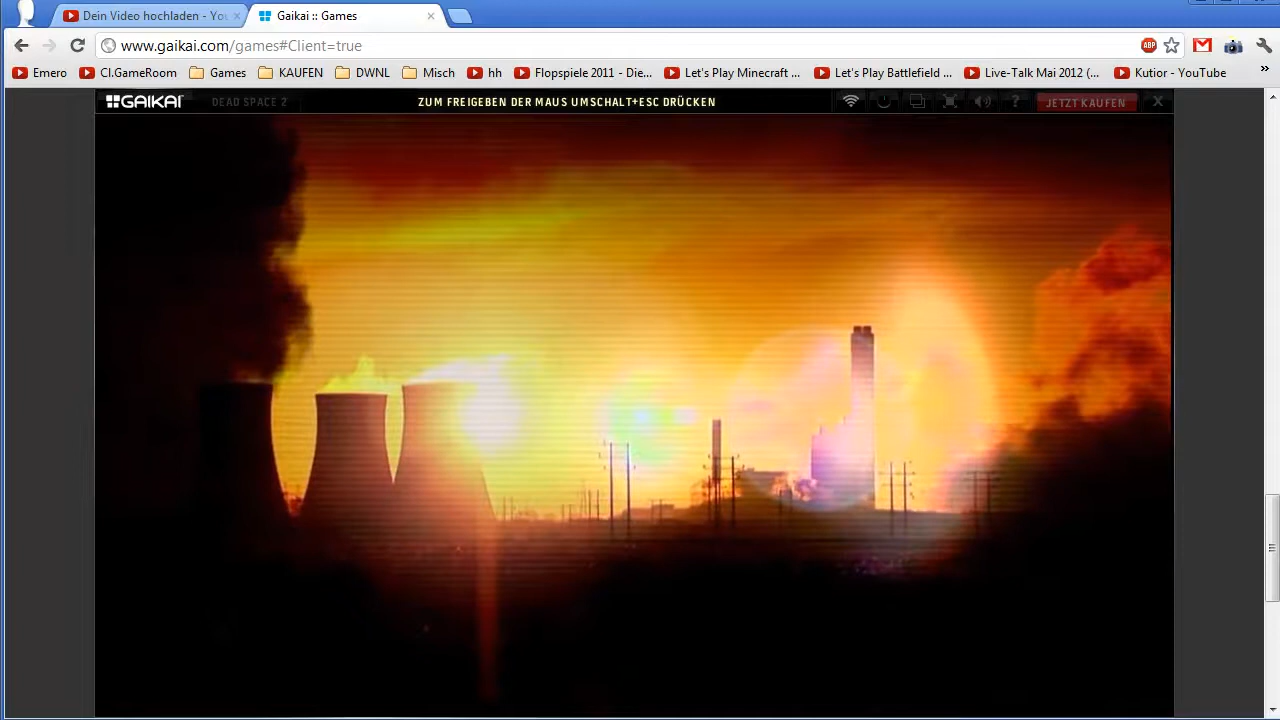 Dein Video hochladen - You
Gaikai :: Games
www.gaikai.com/games#Client=true
ABP
Emero
CI.GameRoom
Games
KAUFEN
DWNL
Misch
hh
Flopspiele 2011 - Die...
Let's Play Minecraft ...
Let's Play Battlefield ...
Live-Talk Mai 2012 (...
Kutior - YouTube
GAIKAI
DEAD SPACE 2
ZUM FREIGEBEN DER MAUS UMSCHALT+ESC DRÜCKEN
?
JETZT KAUFEN